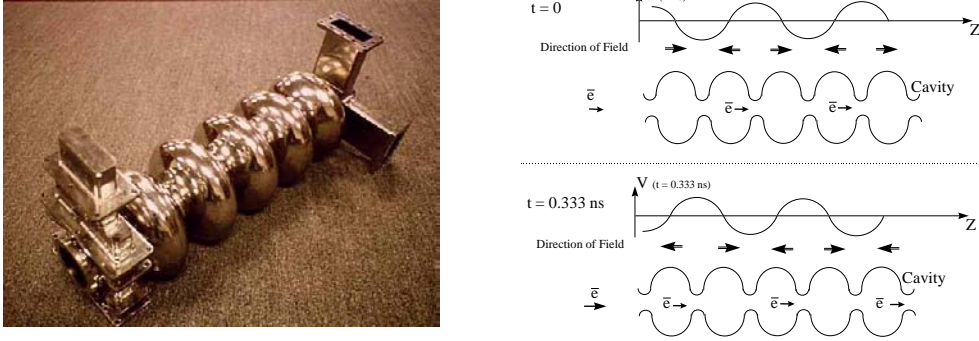 t = 0
Z
Direction of Field
Cavity
e̅
e̅
e̅
V (t = 0.333 ns)
t = 0.333 ns
Z
Direction of Field
Cavity
e̅
e̅
e̅
e̅